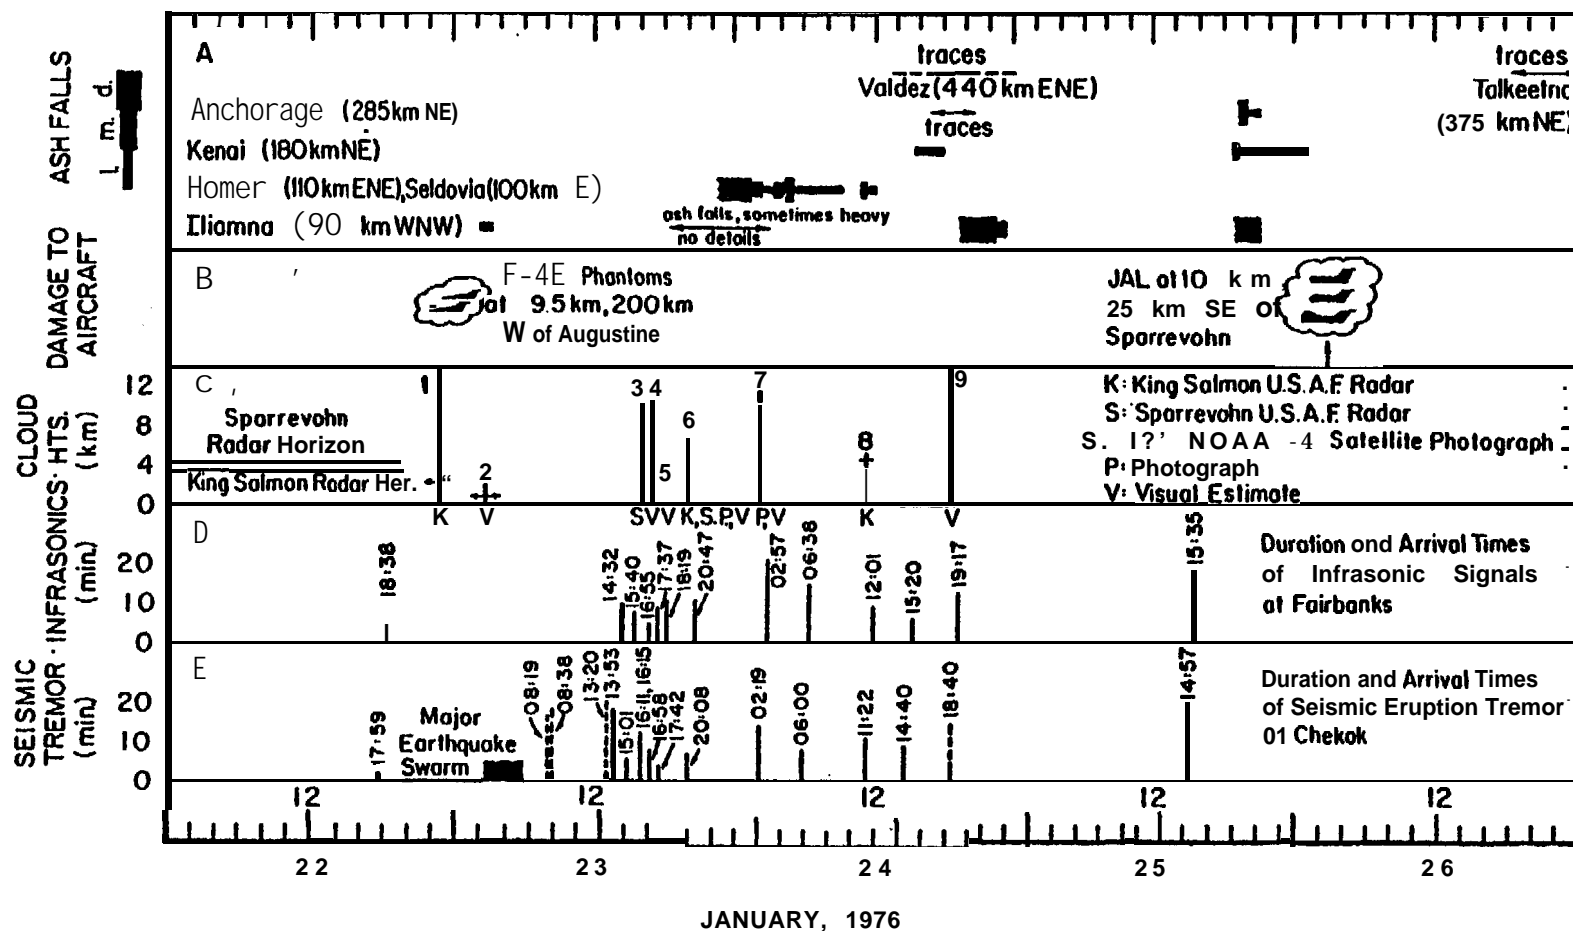 ASH FALLS
l m. d.
A
traces
Valdez (440 km ENE)
traces
traces
Talkeetna
(375 km NE)
Anchorage (285 km NE)
Kenai (180 km NE)
Homer (110 km ENE), Seldovia (100 km E)
ash falls, sometimes heavy
no details
Iliamna (90 km WNW)
DAMAGE TO
AIRCRAFT
B
F-4E Phantoms
at 9.5 km, 200 km
W of Augustine
JAL at 10 km
25 km SE of
Sparrevohn
CLOUD
HTS.
(km)
12
8
4
0
C
Sparrevohn
Radar Horizon
King Salmon Radar Her.
1
2
3 4
5
6
7
8
9
K V S V V K, S. P, V P, V K V
K: King Salmon U.S.A.F. Radar
S: Sparrevohn U.S.A.F. Radar
S. I?' NOAA -4 Satellite Photograph
P: Photograph
V: Visual Estimate
INFRASONICS
(min.)
20
10
0
D
18:38
14:32
15:40
16:55
17:37
18:19
20:47
02:57
06:38
12:01
15:20
19:17
15:35
Duration ond Arrival Times
of Infrasonic Signals
at Fairbanks
SEISMIC
TREMOR
(min)
20
10
0
E
17:59
Major
Earthquake
Swarm
08:19
08:38
13:20
13:53
15:01
16:11, 16:15
16:58
17:42
20:08
02:19
06:00
11:22
14:40
18:40
14:57
Duration and Arrival Times
of Seismic Eruption Tremor
01 Chekok
12 12 12 12 12
22 23 24 25 26
JANUARY, 1976